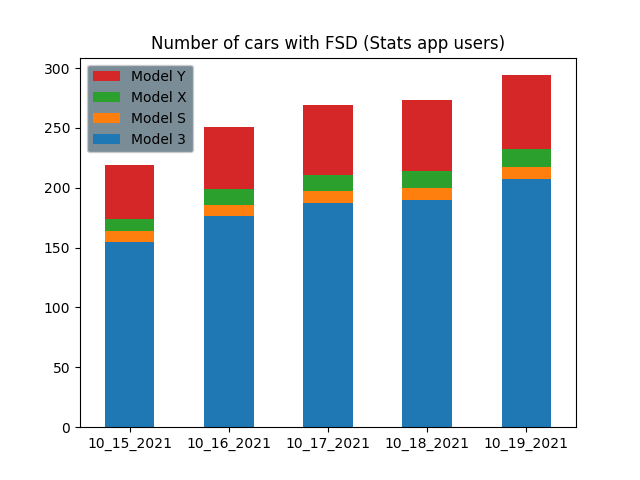 Number of cars with FSD (Stats app users)
300
250
200
150
100
50
0
Model Y
Model X
Model S
Model 3
10_15_2021 10_16_2021 10_17_2021 10_18_2021 10_19_2021